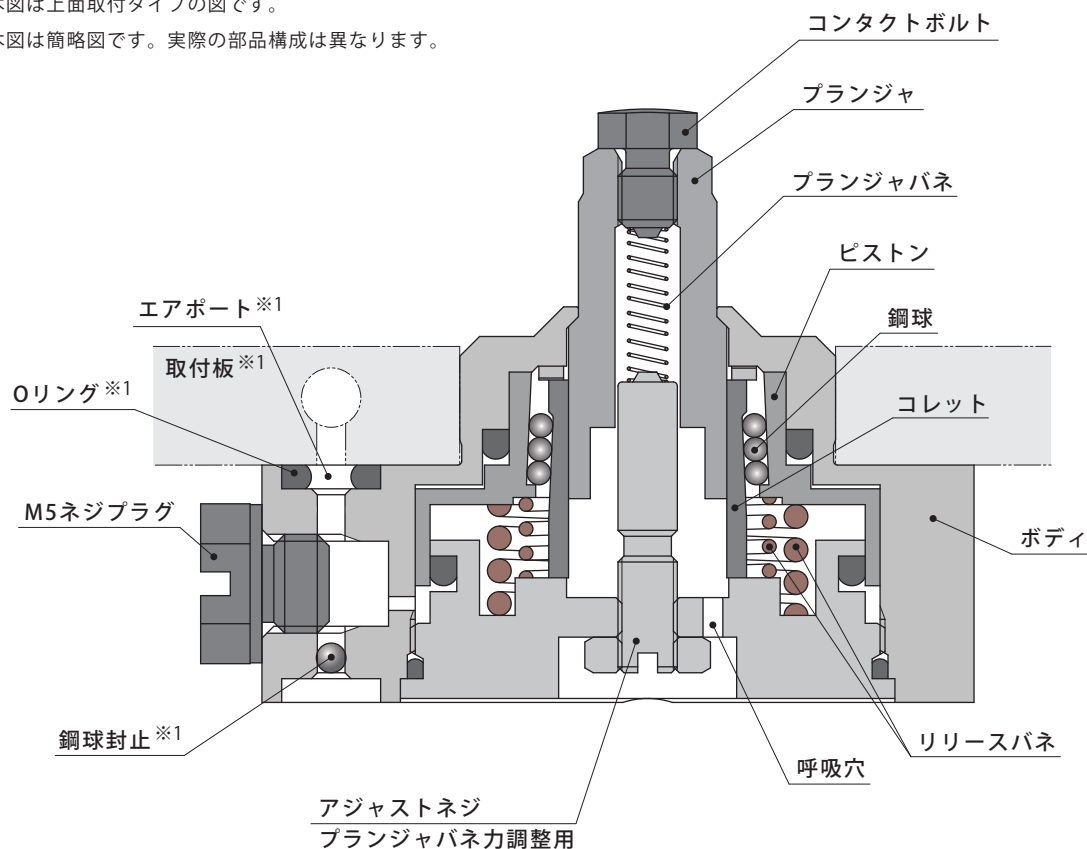 本図は上面取付タイプの図です。
本図は簡略図です。実際の部品構成は異なります。
コンタクトボルト
プランジャ
プランジャバネ
ピストン
エアポート※1
鋼球
取付板※1
Oリング※1
コレット
M5ネジプラグ
ボディ
鋼球封止※1
リリースバネ
呼吸穴
アジャストネジ
プランジャバネ力調整用